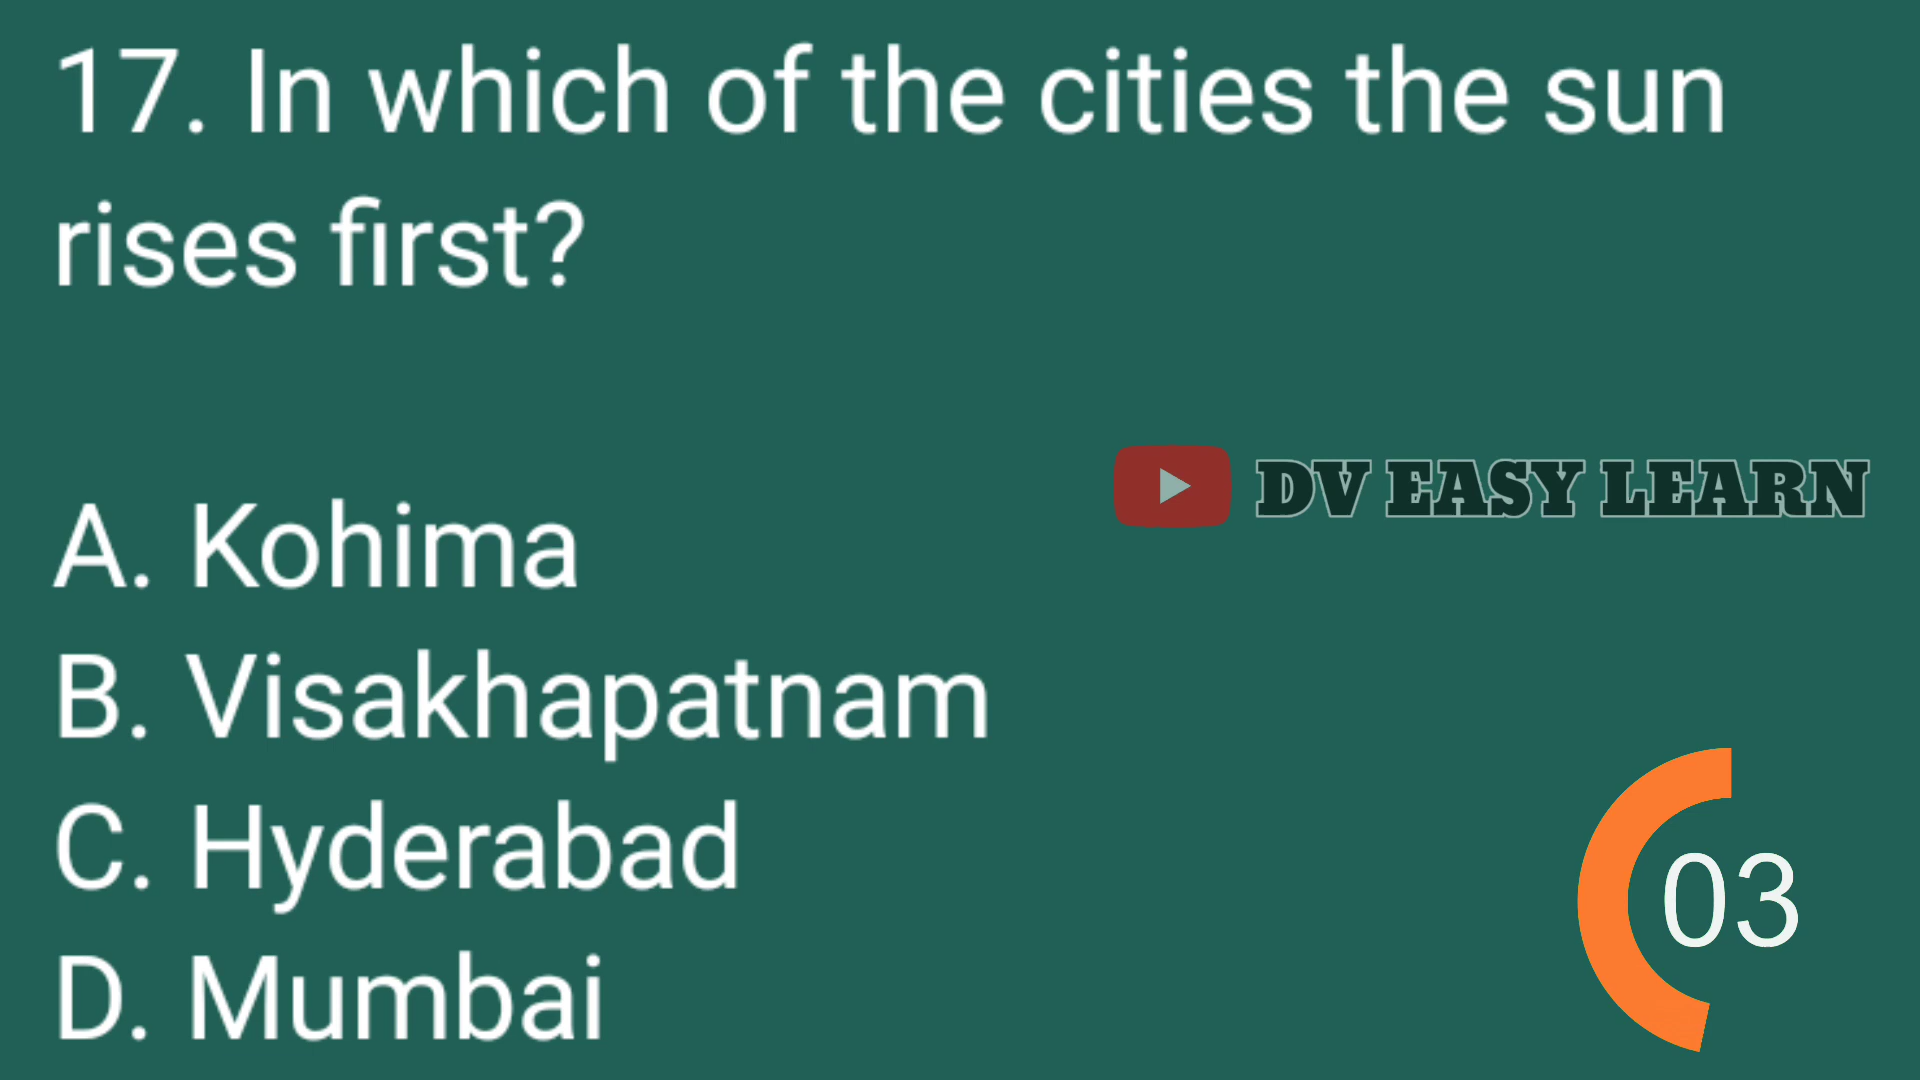 17. In which of the cities the sun
rises first?
DV EASY LEARN
A. Kohima
B. Visakhapatnam
C. Hyderabad
D. Mumbai
03